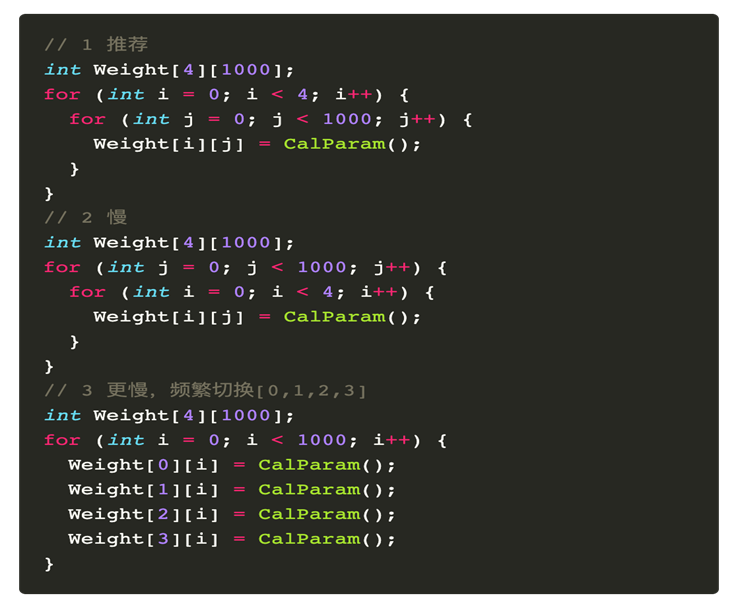 // 1 推荐
int Weight[4][1000];
for (int i = 0; i < 4; i++) {
  for (int j = 0; j < 1000; j++) {
    Weight[i][j] = CalParam();
  }
}
// 2 慢
int Weight[4][1000];
for (int j = 0; j < 1000; j++) {
  for (int i = 0; i < 4; i++) {
    Weight[i][j] = CalParam();
  }
}
// 3 更慢，频繁切换[0,1,2,3]
int Weight[4][1000];
for (int i = 0; i < 1000; i++) {
  Weight[0][i] = CalParam();
  Weight[1][i] = CalParam();
  Weight[2][i] = CalParam();
  Weight[3][i] = CalParam();
}